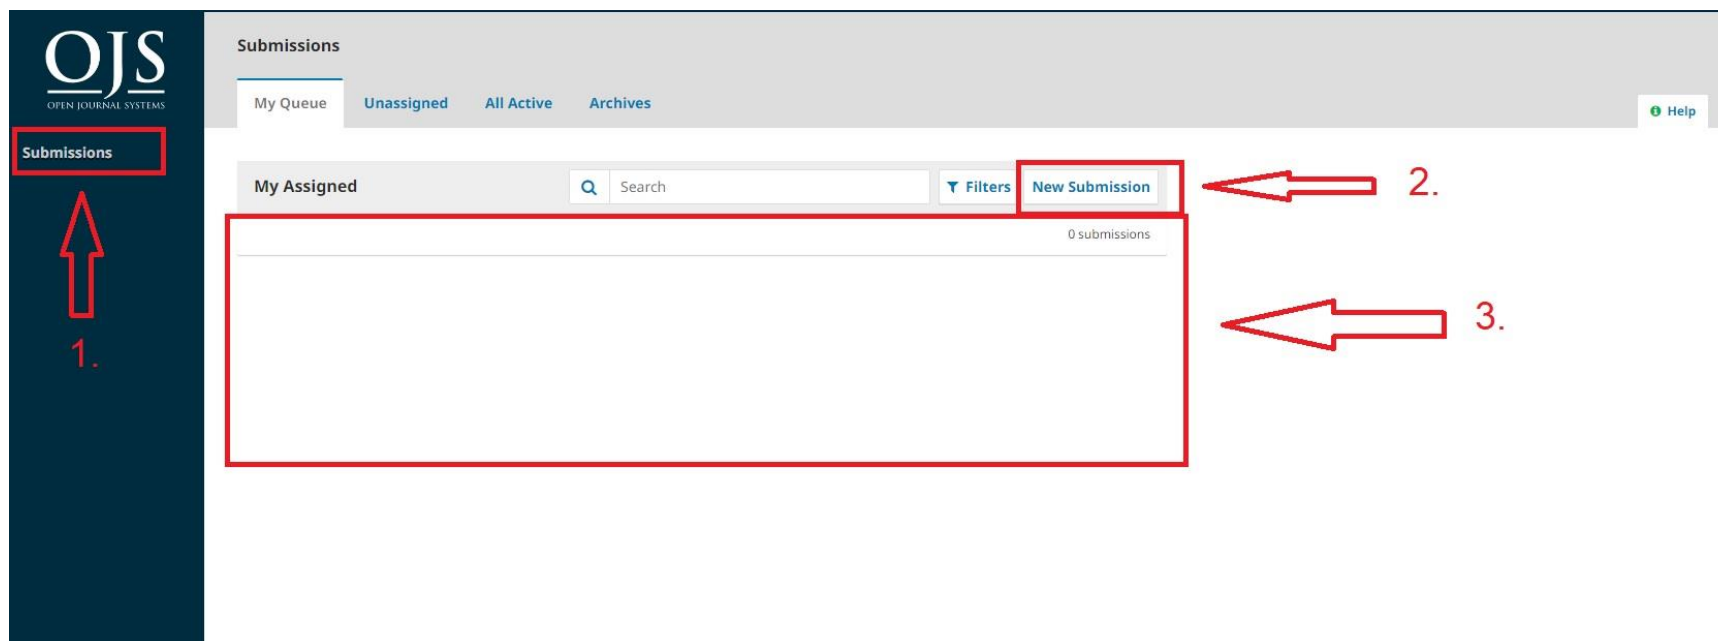 OJS
OPEN JOURNAL SYSTEMS
Submissions
Submissions
My Queue Unassigned All Active Archives
Help
My Assigned Search Filters New Submission
0 submissions
1.
2.
3.